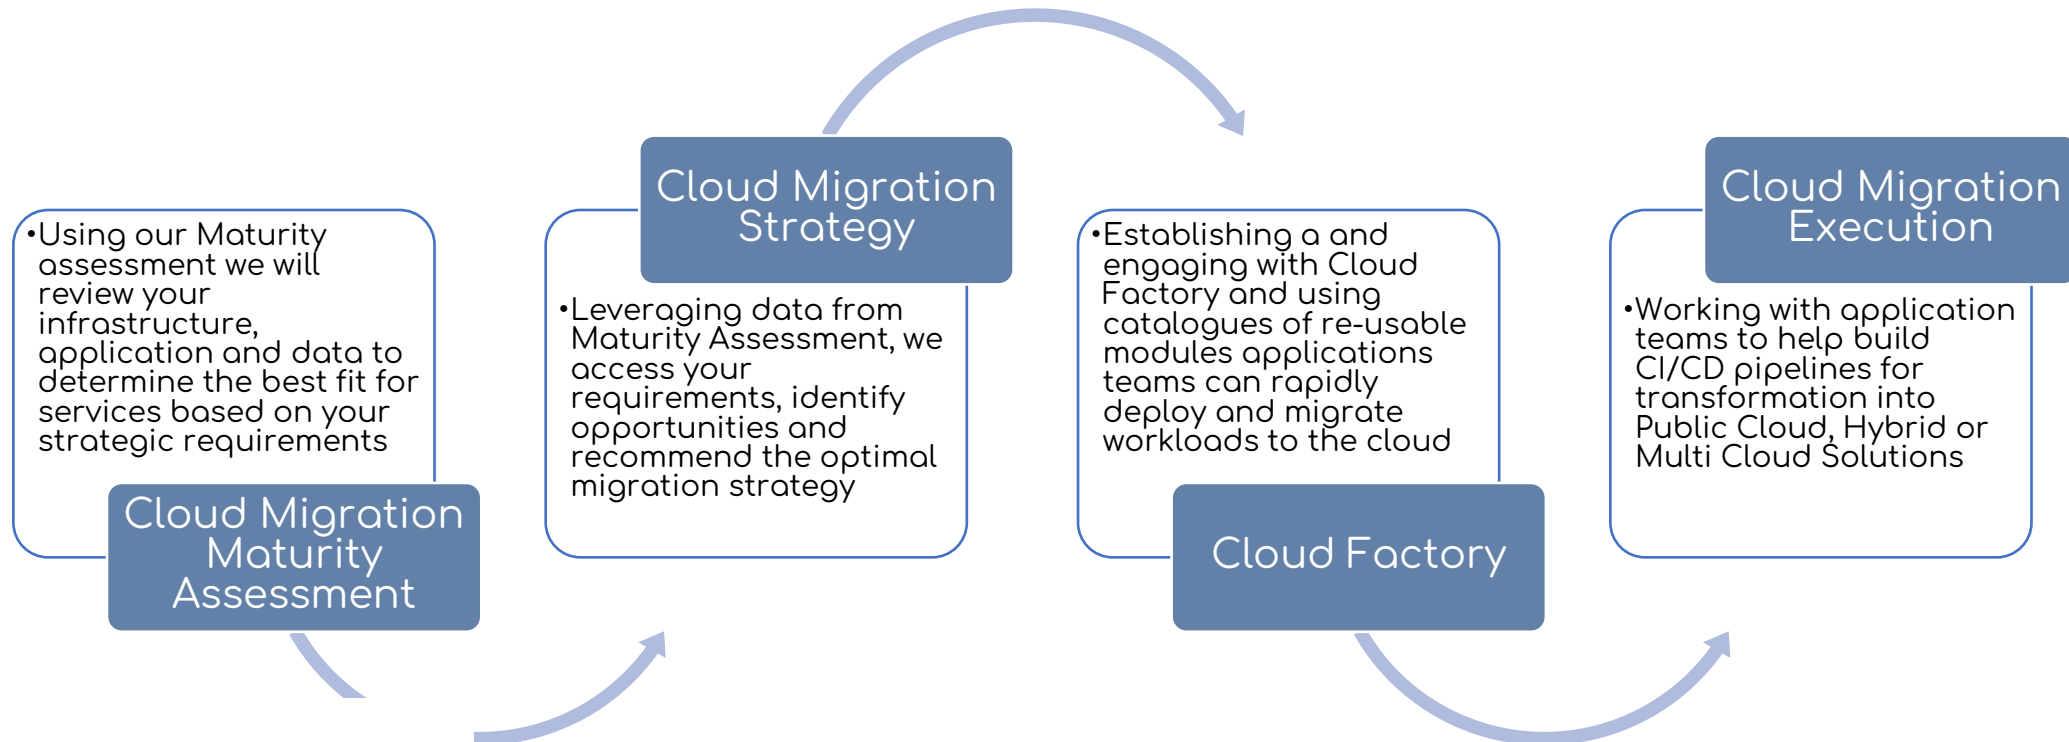 •Using our Maturity
assessment we will
review your
infrastructure,
application and data to
determine the best fit for
services based on your
strategic requirements
Cloud Migration
Maturity
Assessment
Cloud Migration
Strategy
•Leveraging data from
Maturity Assessment, we
access your
requirements, identify
opportunities and
recommend the optimal
migration strategy
•Establishing a and
engaging with Cloud
Factory and using
catalogues of re-usable
modules applications
teams can rapidly
deploy and migrate
workloads to the cloud
Cloud Factory
Cloud Migration
Execution
•Working with application
teams to help build
CI/CD pipelines for
transformation into
Public Cloud, Hybrid or
Multi Cloud Solutions